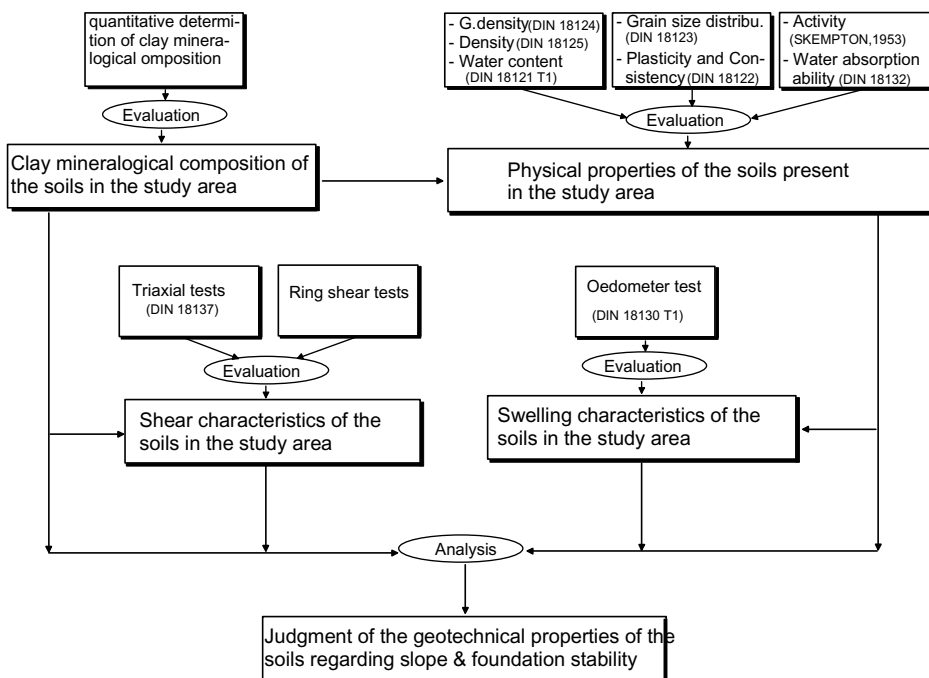 quantitative determi-
tion of clay minera-
logical omposition
- G.density(DIN 18124)
- Density(DIN 18125)
- Water content
(DIN 18121 T1)
- Grain size distribu.
(DIN 18123)
- Plasticity and Con-
sistency(DIN 18122)
- Activity
(SKEMPTON,1953)
- Water absorption
ability (DIN 18132)
Evaluation
Evaluation
Clay mineralogical composition of
the soils in the study area
Physical properties of the soils present
in the study area
Triaxial tests
(DIN 18137)
Ring shear tests
Oedometer test
(DIN 18130 T1)
Evaluation
Evaluation
Shear characteristics of the
soils in the study area
Swelling characteristics of the
soils in the study area
Analysis
Judgment of the geotechnical properties of the
soils regarding slope & foundation stability